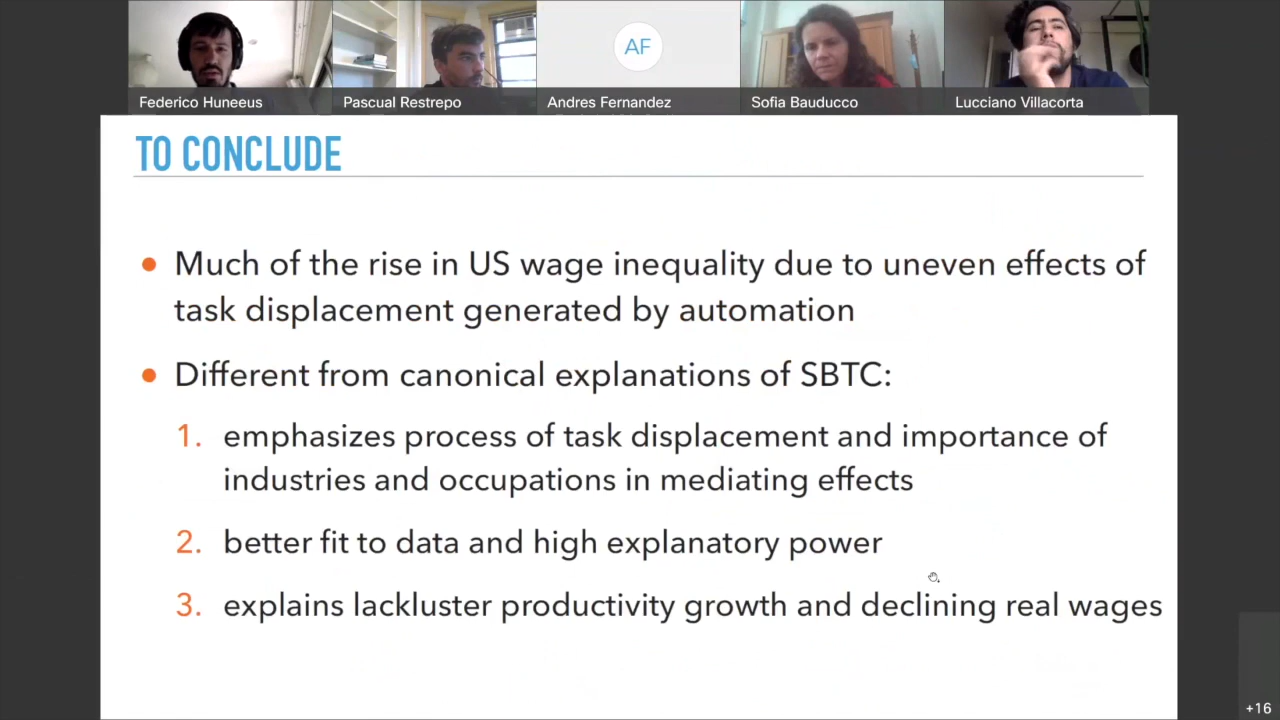 AF
Federico Huneeus
Pascual Restrepo
Andres Fernandez
Sofia Bauducco
Lucciano Villacorta
TO CONCLUDE
• Much of the rise in US wage inequality due to uneven effects of
task displacement generated by automation
• Different from canonical explanations of SBTC:
1. emphasizes process of task displacement and importance of
industries and occupations in mediating effects
2. better fit to data and high explanatory power
3. explains lackluster productivity growth and declining real wages
+16